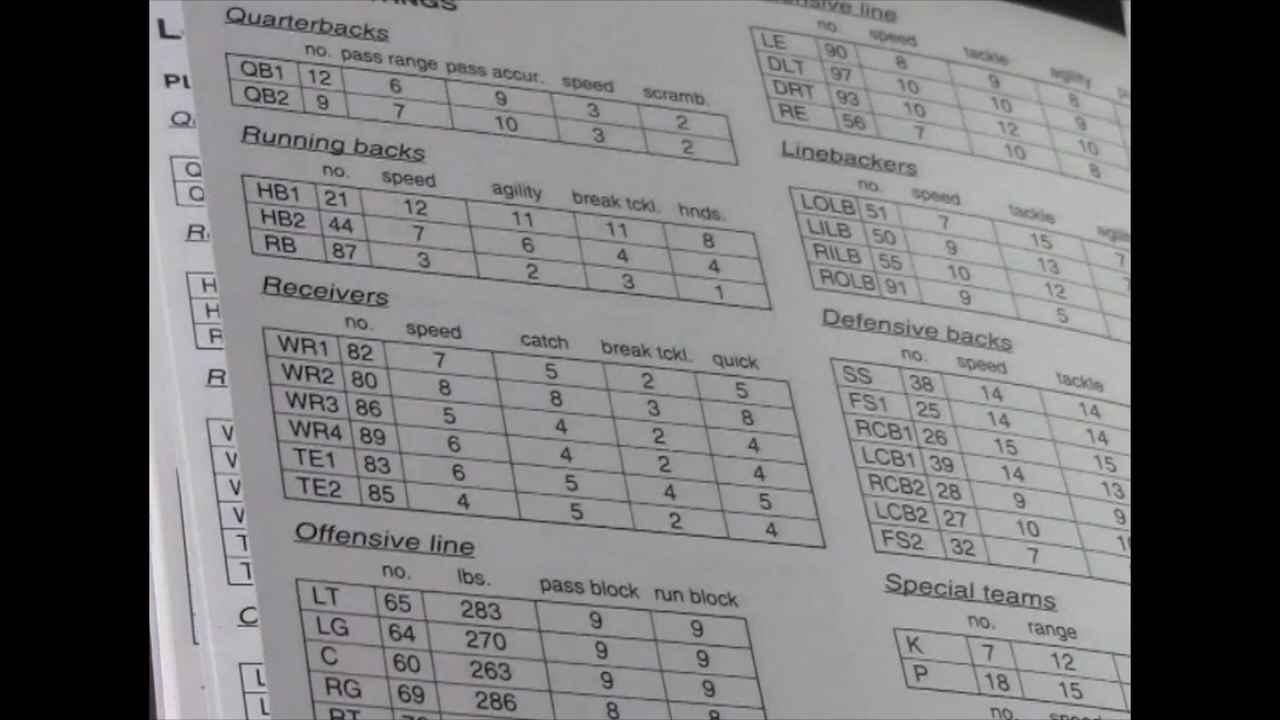 Quarterbacks
no. pass range pass accur. speed scramb.
QB1 12 6 9 3 2
QB2 9 7 10 3 2
Running backs
no. speed agility break tckl. hnds.
HB1 21 12 11 11 8
HB2 44 7 6 4 4
RB 87 3 2 3 1
Receivers
no. speed catch break tckl. quick
WR1 82 7 5 2 5
WR2 80 8 8 3 8
WR3 86 5 4 2 4
WR4 89 6 4 2 4
TE1 83 6 5 4 5
TE2 85 4 5 2 4
Offensive line
no. lbs. pass block run block
LT 65 283 9 9
LG 64 270 9 9
C 60 263 9 9
RG 69 286 8 8
line
no. speed tackle agility
LE 90 8 9 8
DLT 97 10 10 9
DRT 93 10 12 10
RE 56 7 10 8
Linebackers
no. speed tackle
LOLB 51 7 15 7
LILB 50 9 13
RILB 55 10 12
ROLB 91 9 5
Defensive backs
no. speed tackle
SS 38 14 14
FS1 25 14 14
RCB1 26 15 15
LCB1 39 14 13
RCB2 28 9 9
LCB2 27 10
FS2 32 7
Special teams
no. range
K 7 12
P 18 15
no.